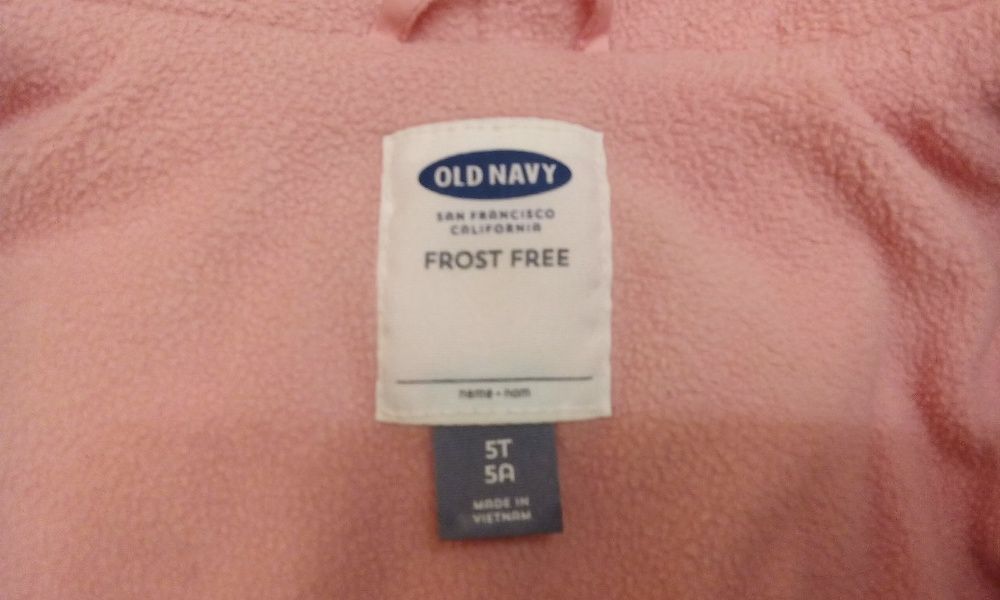 OLD NAVY
SAN FRANCISCO
CALIFORNIA
FROST FREE
name • nom
5T
5A
MADE IN
VIETNAM